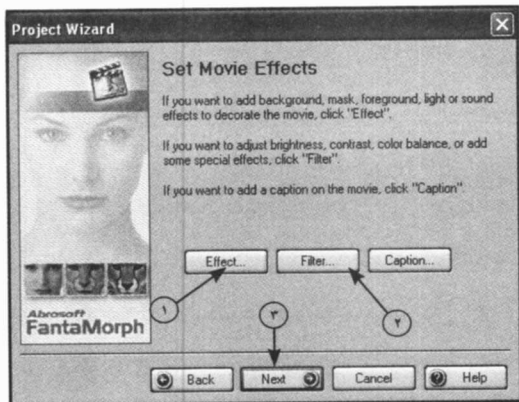 Project Wizard
Set Movie Effects
If you want to add background, mask, foreground, light or sound
effects to decorate the movie, click "Effect".
If you want to adjust brightness, contrast, color balance, or add
some special effects, click "Filter".
If you want to add a caption on the movie, click "Caption".
Effect...
Filter...
Caption...
۱
۳
۲
Abrosoft
FantaMorph
Back
Next
Cancel
Help